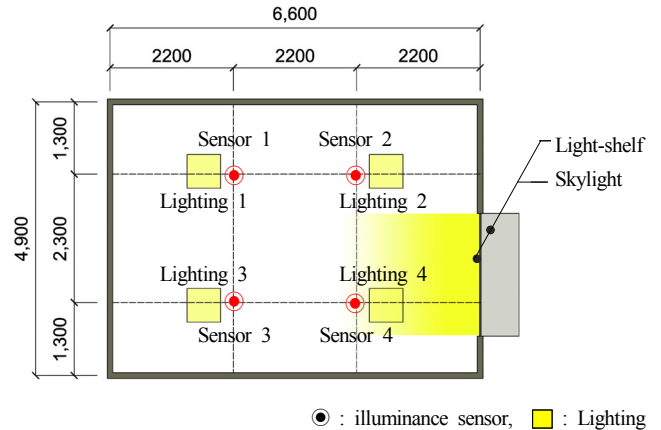 6,600
2200 2200 2200
1,300
2,300
1,300
4,900
Sensor 1 Sensor 2
Lighting 1 Lighting 2
Lighting 3 Lighting 4
Sensor 3 Sensor 4
Light-shelf
Skylight
: illuminance sensor, : Lighting